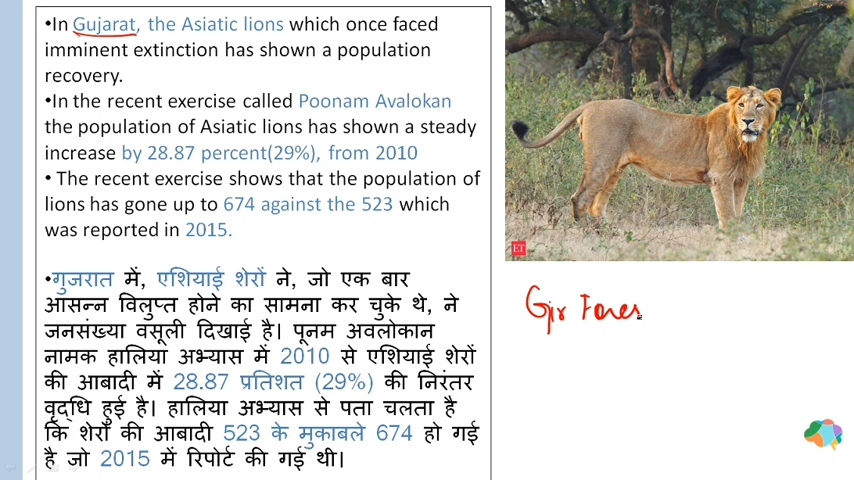 •In Gujarat, the Asiatic lions which once faced
imminent extinction has shown a population
recovery.
•In the recent exercise called Poonam Avalokan
the population of Asiatic lions has shown a steady
increase by 28.87 percent(29%), from 2010
• The recent exercise shows that the population of
lions has gone up to 674 against the 523 which
was reported in 2015.
•गुजरात में, एशियाई शेरों ने, जो एक बार
आसन्न विलुप्त होने का सामना कर चुके थे, ने
जनसंख्या वसूली दिखाई है। पूनम अवलोकान
नामक हालिया अभ्यास में 2010 से एशियाई शेरों
की आबादी में 28.87 प्रतिशत (29%) की निरंतर
वृद्धि हुई है। हालिया अभ्यास से पता चलता है
कि शेरों की आबादी 523 के मुकाबले 674 हो गई
है जो 2015 में रिपोर्ट की गई थी।
ET
Gir Fores